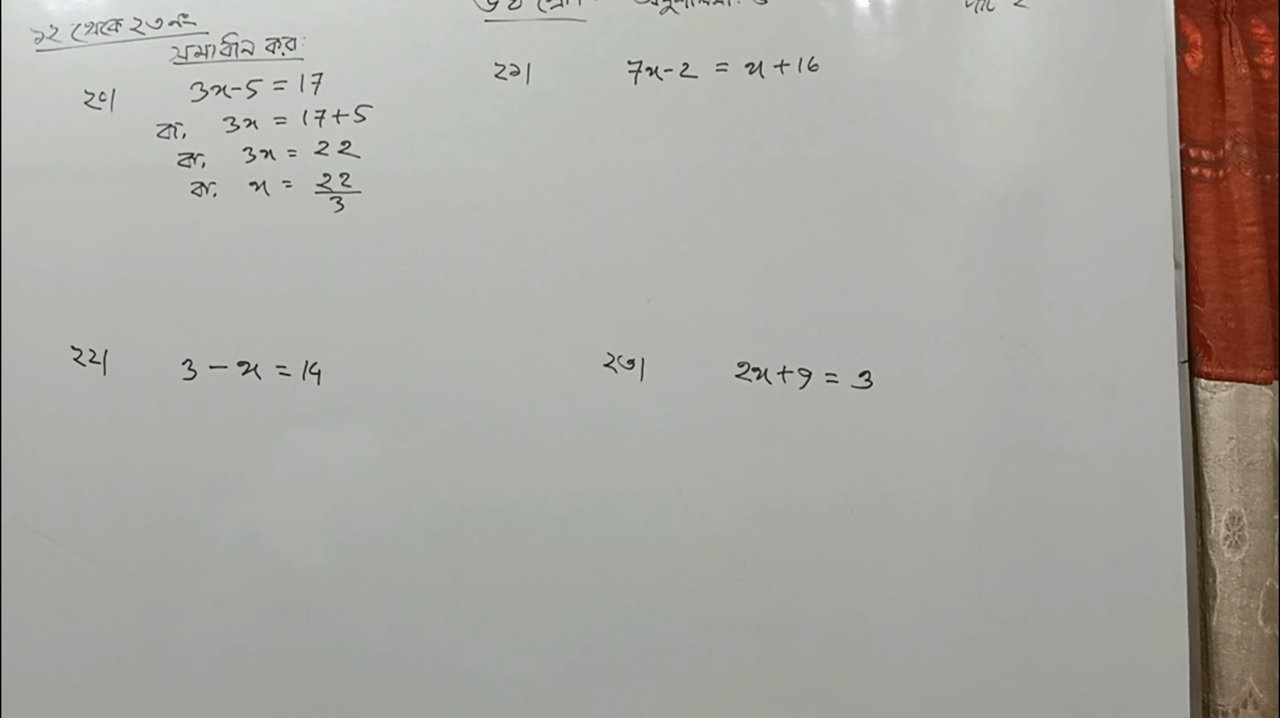 ১২ থেকে ২৩ নং
সমাধান কর:
২০। 3x-5 = 17
বা, 3x = 17+5
বা, 3x = 22
বা, x = 22/3
২১। 7x-2 = x+16
২২। 3 - x = 14
২৩। 2x+9 = 3